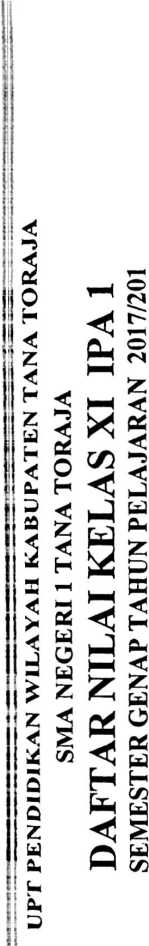 UPT PENDIDIKAN WILAYAH KABUPATEN TANA TORAJA
SMA NEGERI 1 TANA TORAJA
DAFTAR NILAI KELAS XI IPA 1
SEMESTER GENAP TAHUN PELAJARAN 2017/201